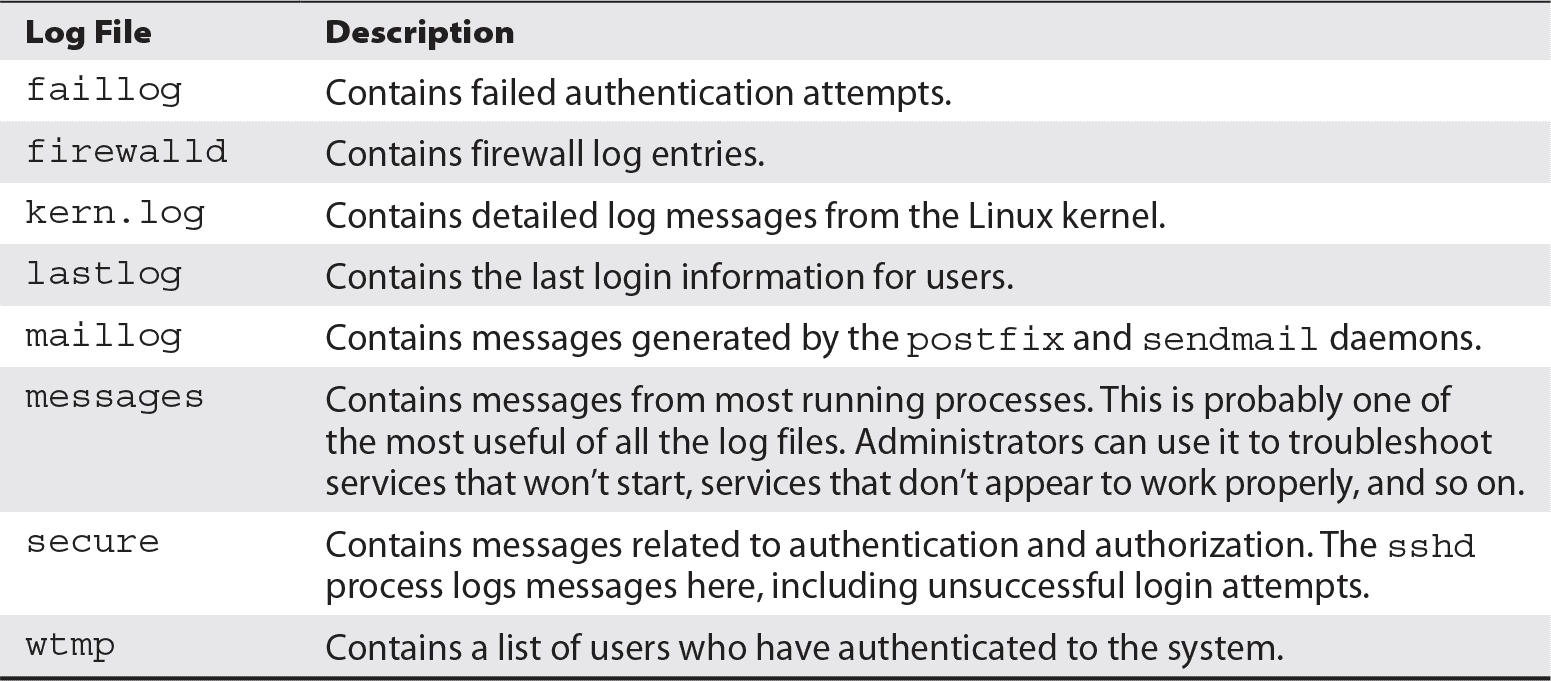 Log File Description
faillog Contains failed authentication attempts.
firewalld Contains firewall log entries.
kern.log Contains detailed log messages from the Linux kernel.
lastlog Contains the last login information for users.
maillog Contains messages generated by the postfix and sendmail daemons.
messages Contains messages from most running processes. This is probably one of
the most useful of all the log files. Administrators can use it to troubleshoot
services that won’t start, services that don’t appear to work properly, and so on.
secure Contains messages related to authentication and authorization. The sshd
process logs messages here, including unsuccessful login attempts.
wtmp Contains a list of users who have authenticated to the system.